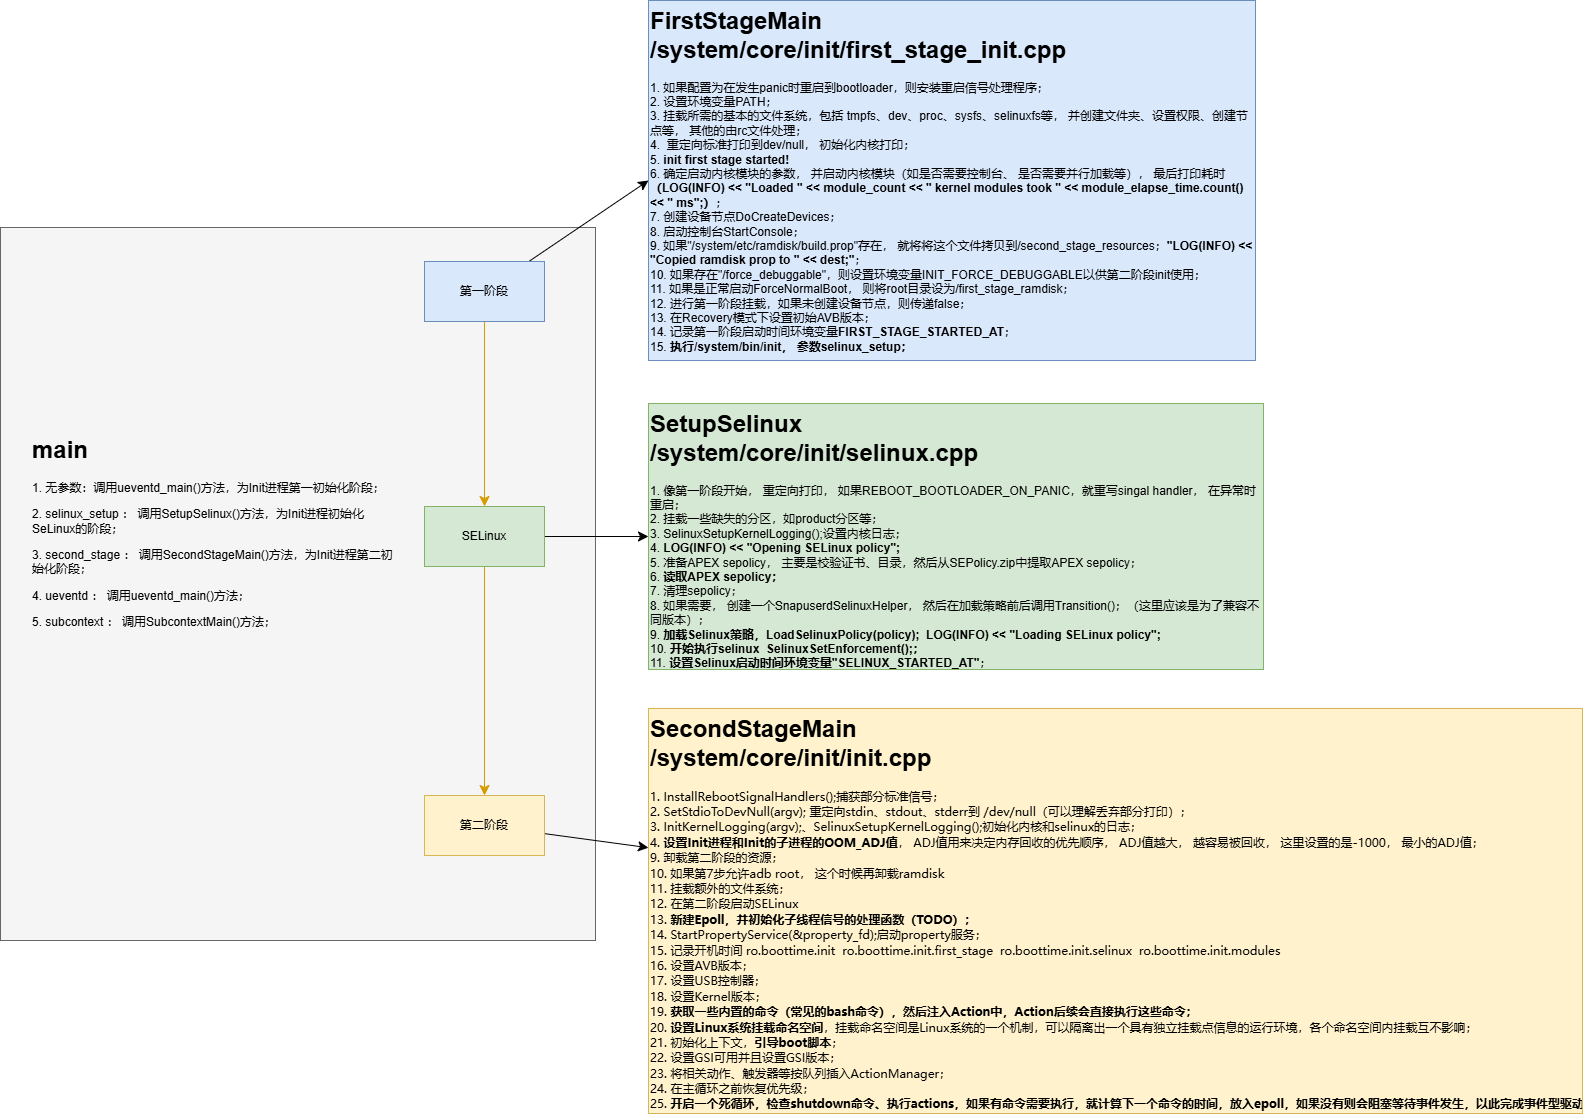 FirstStageMain
/system/core/init/first_stage_init.cpp
1. 如果配置为在发生panic时重启到bootloader，则安装重启信号处理程序；
2. 设置环境变量PATH；
3. 挂载所需的基本的文件系统，包括 tmpfs、dev、proc、sysfs、selinuxfs等， 并创建文件夹、设置权限、创建节
点等， 其他的由rc文件处理；
4. 重定向标准打印到dev/null， 初始化内核打印；
5. init first stage started!
6. 确定启动内核模块的参数， 并启动内核模块（如是否需要控制台、 是否需要并行加载等）， 最后打印耗时
（LOG(INFO) << "Loaded " << module_count << " kernel modules took " << module_elapse_time.count()
<< " ms";）；
7. 创建设备节点DoCreateDevices；
8. 启动控制台StartConsole；
9. 如果"/system/etc/ramdisk/build.prop"存在， 就将将这个文件拷贝到/second_stage_resources； "LOG(INFO) <<
"Copied ramdisk prop to " << dest;"；
10. 如果存在"/force_debuggable"，则设置环境变量INIT_FORCE_DEBUGGABLE以供第二阶段init使用；
11. 如果是正常启动ForceNormalBoot， 则将root目录设为/first_stage_ramdisk；
12. 进行第一阶段挂载，如果未创建设备节点，则传递false；
13. 在Recovery模式下设置初始AVB版本；
14. 记录第一阶段启动时间环境变量FIRST_STAGE_STARTED_AT；
15. 执行/system/bin/init， 参数selinux_setup；
第一阶段
main
1. 无参数：调用ueventd_main()方法，为Init进程第一初始化阶段；
2. selinux_setup ： 调用SetupSelinux()方法，为Init进程初始化
SeLinux的阶段；
3. second_stage ： 调用SecondStageMain()方法，为Init进程第二初
始化阶段；
4. ueventd ： 调用ueventd_main()方法；
5. subcontext ： 调用SubcontextMain()方法；
SELinux
SetupSelinux
/system/core/init/selinux.cpp
1. 像第一阶段开始， 重定向打印， 如果REBOOT_BOOTLOADER_ON_PANIC，就重写singal handler， 在异常时
重启；
2. 挂载一些缺失的分区，如product分区等；
3. SelinuxSetupKernelLogging();设置内核日志；
4. LOG(INFO) << "Opening SELinux policy";
5. 准备APEX sepolicy， 主要是校验证书、目录，然后从SEPolicy.zip中提取APEX sepolicy；
6. 读取APEX sepolicy；
7. 清理sepolicy；
8. 如果需要， 创建一个SnapuserdSelinuxHelper， 然后在加载策略前后调用Transition()； （这里应该是为了兼容不
同版本）；
9. 加载Selinux策略，LoadSelinuxPolicy(policy)；LOG(INFO) << "Loading SELinux policy";
10. 开始执行selinux SelinuxSetEnforcement();；
11. 设置Selinux启动时间环境变量"SELINUX_STARTED_AT"；
第二阶段
SecondStageMain
/system/core/init/init.cpp
1. InstallRebootSignalHandlers();捕获部分标准信号；
2. SetStdioToDevNull(argv); 重定向stdin、stdout、stderr到 /dev/null（可以理解丢弃部分打印）；
3. InitKernelLogging(argv);、SelinuxSetupKernelLogging();初始化内核和selinux的日志；
4. 设置Init进程和Init的子进程的OOM_ADJ值， ADJ值用来决定内存回收的优先顺序， ADJ值越大， 越容易被回收， 这里设置的是-1000， 最小的ADJ值；
9. 卸载第二阶段的资源；
10. 如果第7步允许adb root， 这个时候再卸载ramdisk
11. 挂载额外的文件系统；
12. 在第二阶段启动SELinux
13. 新建Epoll，并初始化子线程信号的处理函数（TODO）；
14. StartPropertyService(&property_fd);启动property服务；
15. 记录开机时间 ro.boottime.init ro.boottime.init.first_stage ro.boottime.init.selinux ro.boottime.init.modules
16. 设置AVB版本；
17. 设置USB控制器；
18. 设置Kernel版本；
19. 获取一些内置的命令（常见的bash命令），然后注入Action中，Action后续会直接执行这些命令；
20. 设置Linux系统挂载命名空间，挂载命名空间是Linux系统的一个机制，可以隔离出一个具有独立挂载点信息的运行环境，各个命名空间内挂载互不影响；
21. 初始化上下文，引导boot脚本；
22. 设置GSI可用并且设置GSI版本；
23. 将相关动作、触发器等按队列插入ActionManager；
24. 在主循环之前恢复优先级；
25. 开启一个死循环，检查shutdown命令、执行actions，如果有命令需要执行，就计算下一个命令的时间，放入epoll，如果没有则会阻塞等待事件发生，以此完成事件型驱动